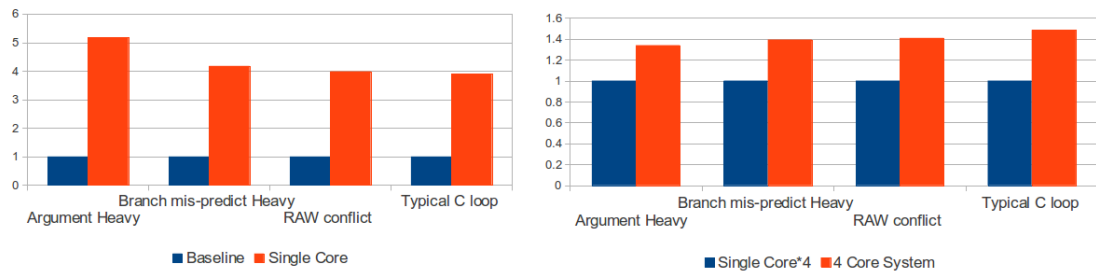 6
5
4
3
2
1
0
Branch mis-predict Heavy Typical C loop
Argument Heavy RAW conflict
Baseline Single Core
1.6
1.4
1.2
1
0.8
0.6
0.4
0.2
0
Branch mis-predict Heavy Typical C loop
Argument Heavy RAW conflict
Single Core*4 4 Core System